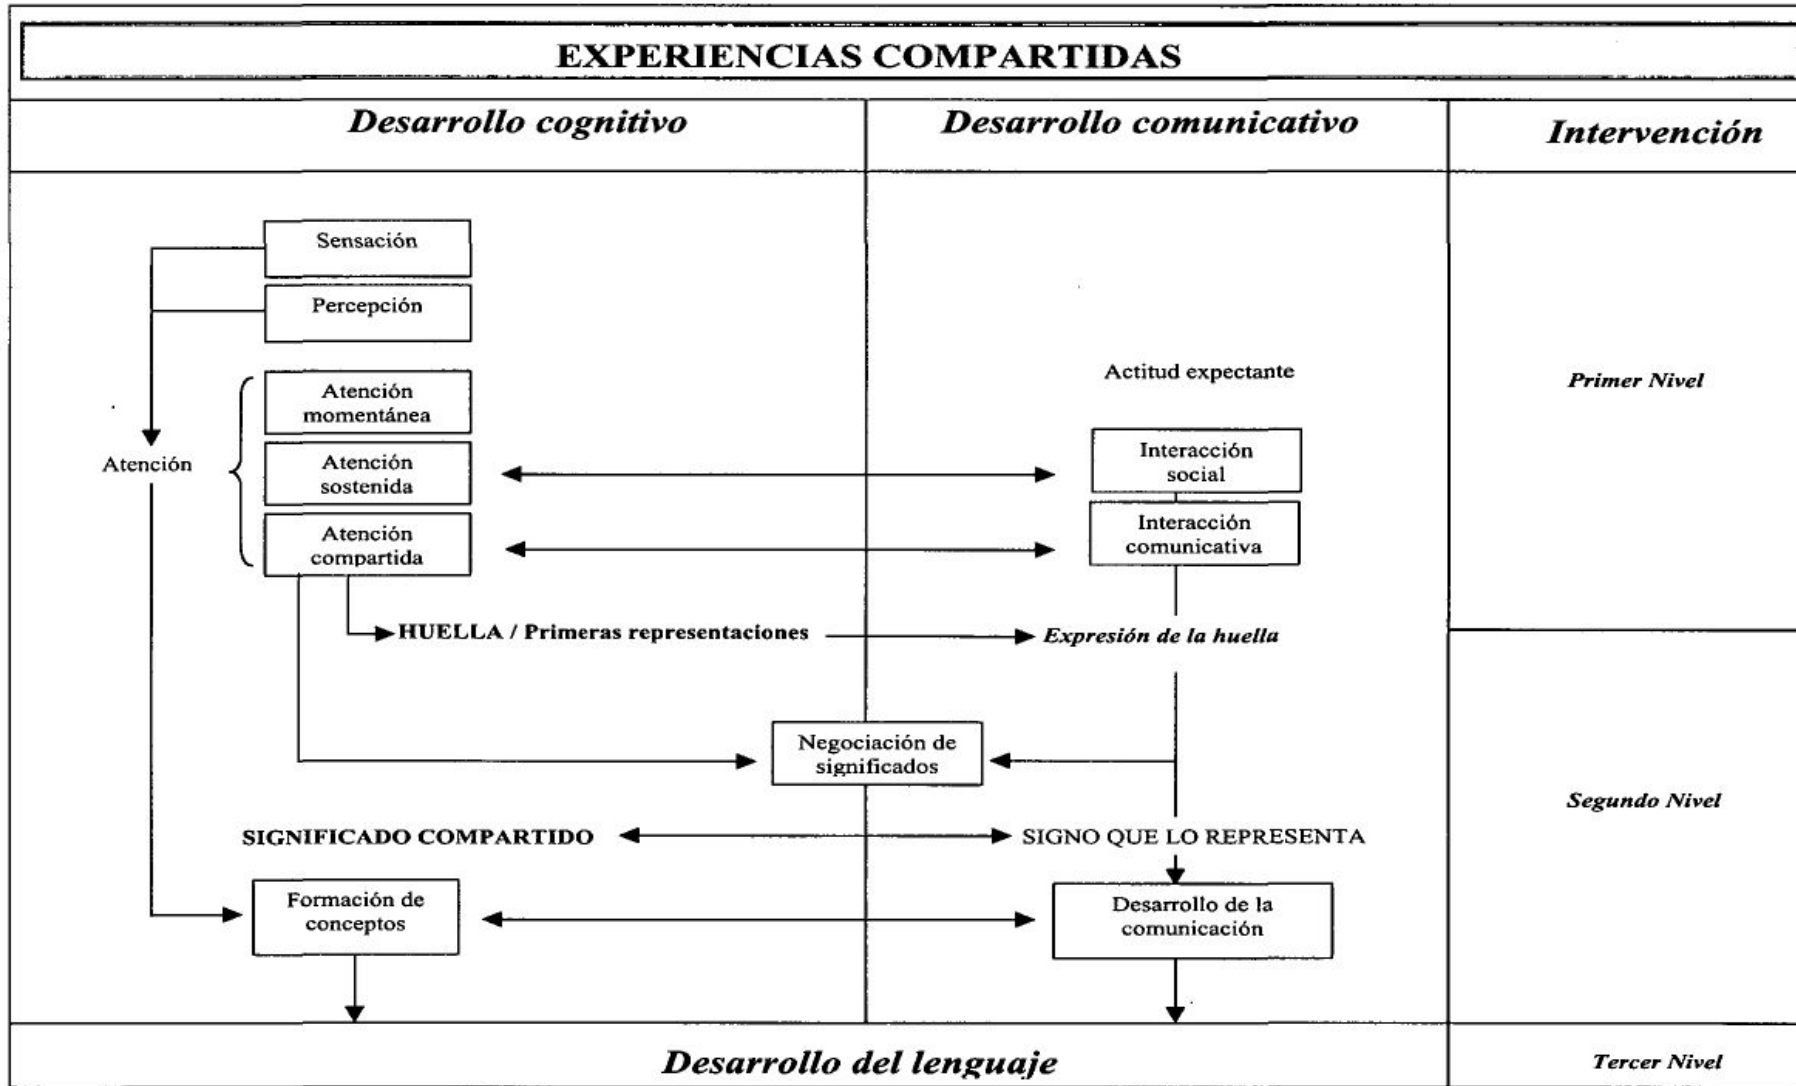 EXPERIENCIAS COMPARTIDAS
Desarrollo cognitivo
Desarrollo comunicativo
Intervención
Sensación
Percepción
Actitud expectante
Primer Nivel
Atención
momentánea
Atención
Atención
sostenida
Interacción
social
Atención
compartida
Interacción
comunicativa
HUELLA / Primeras representaciones
Expresión de la huella
Negociación de
significados
Segundo Nivel
SIGNIFICADO COMPARTIDO
SIGNO QUE LO REPRESENTA
Formación de
conceptos
Desarrollo de la
comunicación
Desarrollo del lenguaje
Tercer Nivel